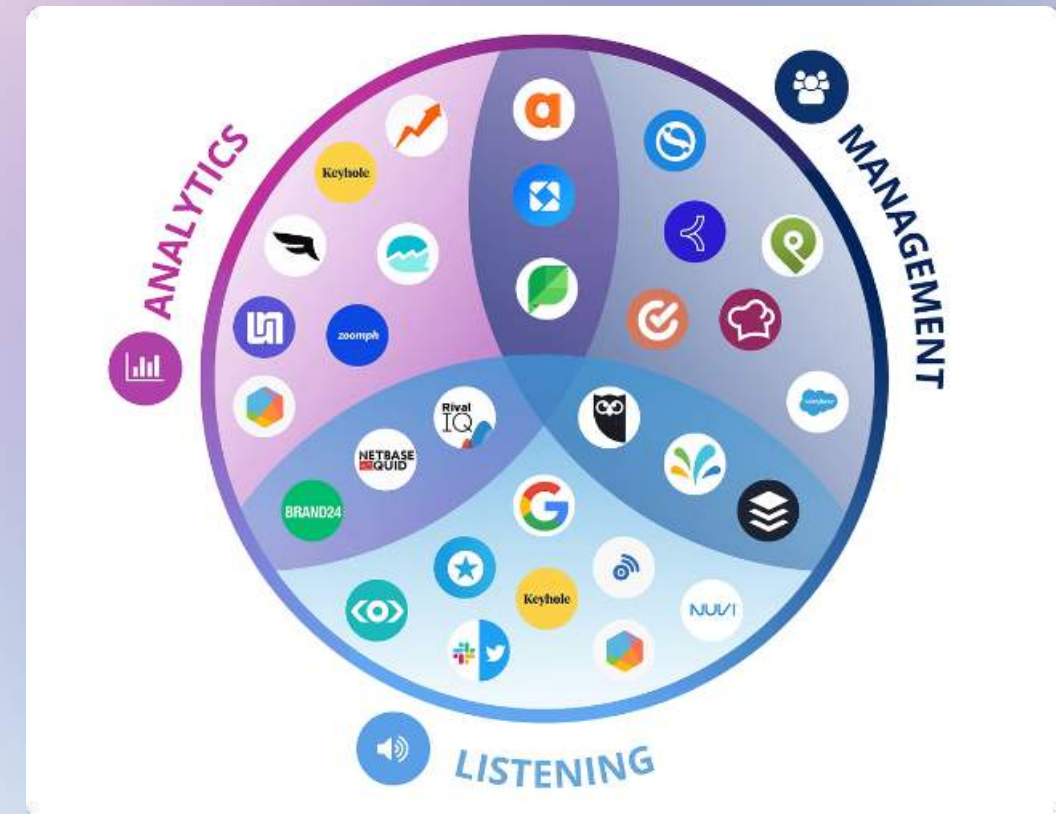 ANALYTICS
MANAGEMENT
LISTENING
a
Keyhole
zoomph
Rival
IQ
NETBASE
QUID
BRAND24
G
Keyhole
NUVI